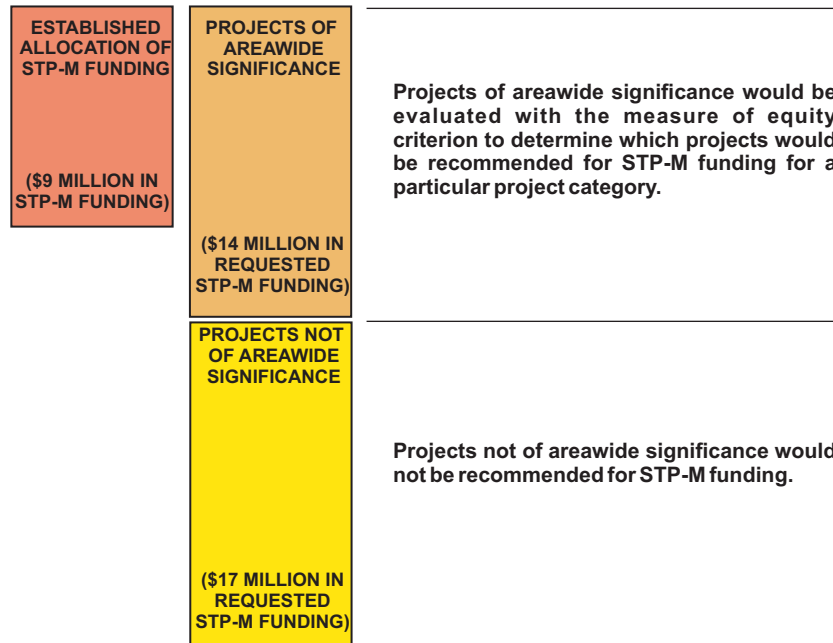 ESTABLISHED
ALLOCATION OF
STP-M FUNDING
($9 MILLION IN
STP-M FUNDING)
PROJECTS OF
AREAWIDE
SIGNIFICANCE
($14 MILLION IN
REQUESTED
STP-M FUNDING)
Projects of areawide significance would be
evaluated with the measure of equity
criterion to determine which projects would
be recommended for STP-M funding for a
particular project category.
PROJECTS NOT
OF AREAWIDE
SIGNIFICANCE
($17 MILLION IN
REQUESTED
STP-M FUNDING)
Projects not of areawide significance would
not be recommended for STP-M funding.